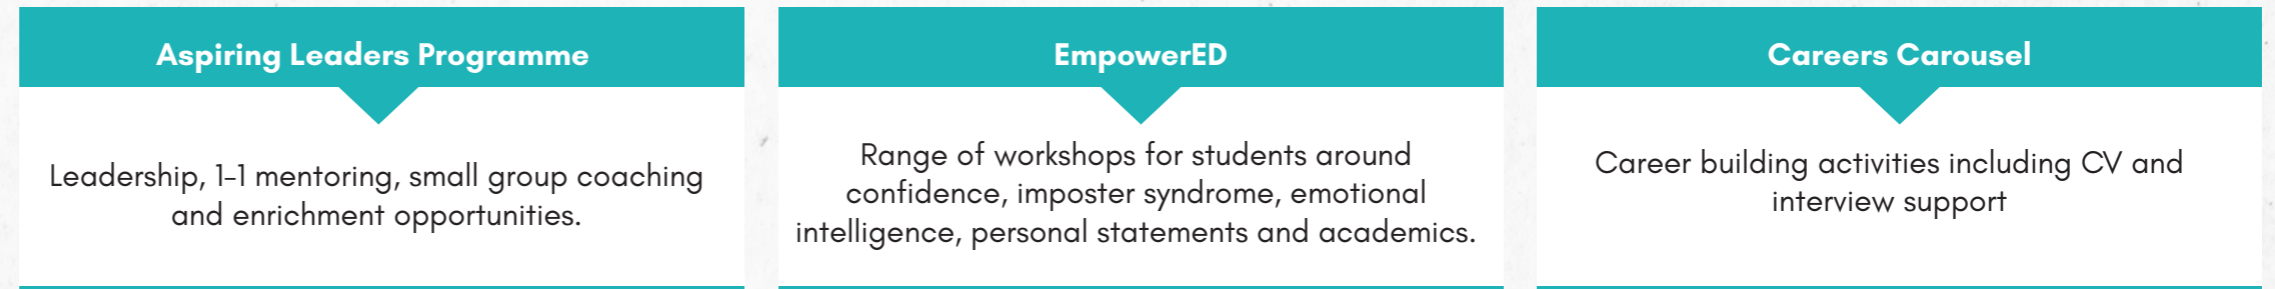 Aspiring Leaders Programme
Leadership, 1-1 mentoring, small group coaching
and enrichment opportunities.
EmpowerED
Range of workshops for students around
confidence, imposter syndrome, emotional
intelligence, personal statements and academics.
Careers Carousel
Career building activities including CV and
interview support